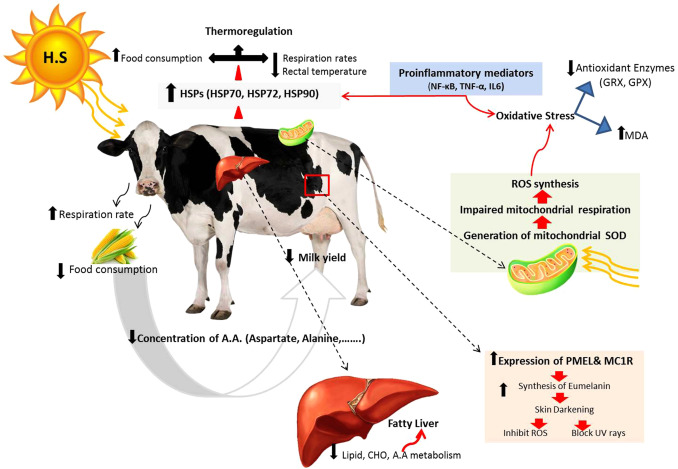 H.S
Thermoregulation
Food consumption
Respiration rates
Rectal temperature
HSPs (HSP70, HSP72, HSP90)
Proinflammatory mediators
(NF-κB, TNF-α, IL6)
Antioxidant Enzymes
(GRX, GPX)
Oxidative Stress
MDA
ROS synthesis
Impaired mitochondrial respiration
Generation of mitochondrial SOD
Respiration rate
Food consumption
Milk yield
Concentration of A.A. (Aspartate, Alanine,…….)
Expression of PMEL& MC1R
Synthesis of Eumelanin
Skin Darkening
Inhibit ROS
Block UV rays
Fatty Liver
Lipid, CHO, A.A metabolism